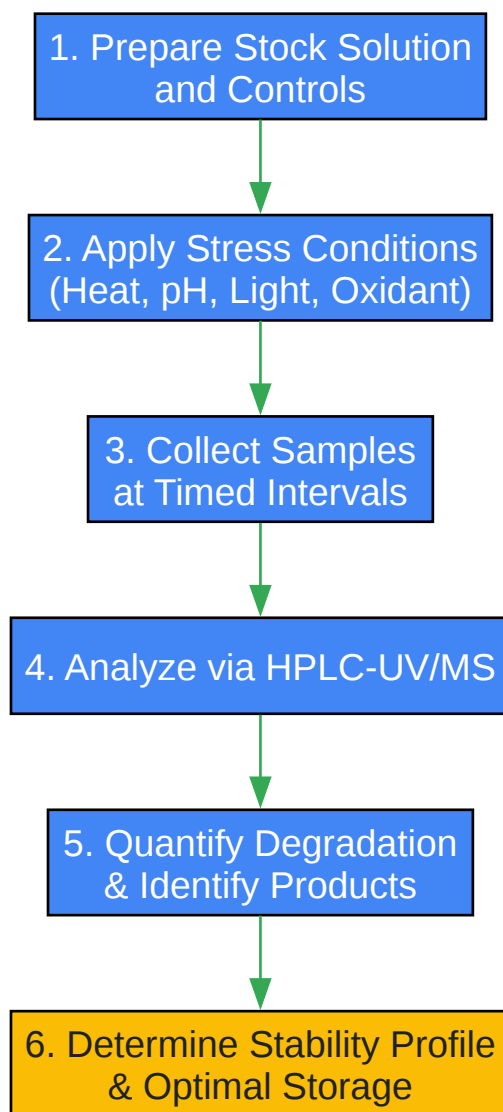 1. Prepare Stock Solution
and Controls
2. Apply Stress Conditions
(Heat, pH, Light, Oxidant)
3. Collect Samples
at Timed Intervals
4. Analyze via HPLC-UV/MS
5. Quantify Degradation
& Identify Products
6. Determine Stability Profile
& Optimal Storage